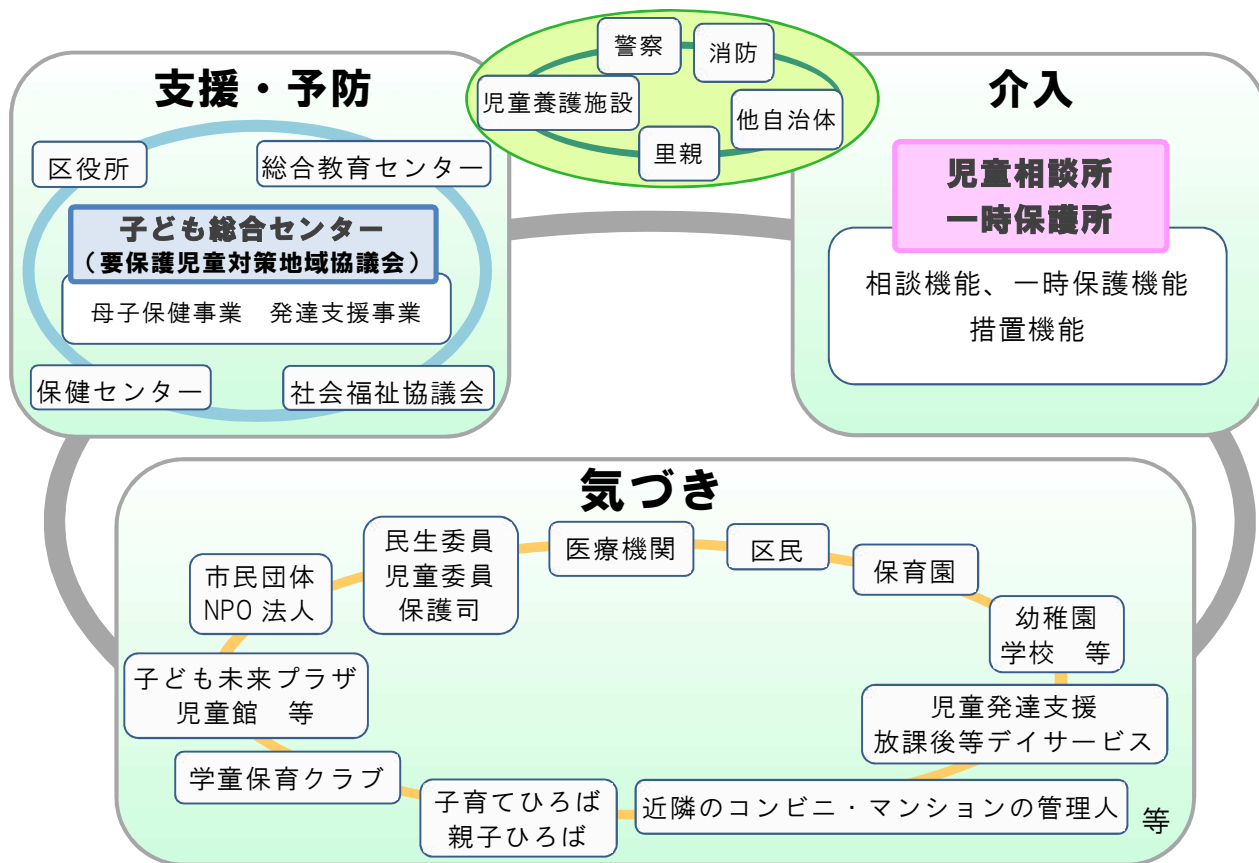 支援・予防
区役所
総合教育センター
子ども総合センター
（要保護児童対策地域協議会）
母子保健事業　発達支援事業
保健センター
社会福祉協議会
警察
消防
児童養護施設
他自治体
里親
介入
児童相談所
一時保護所
相談機能、一時保護機能
措置機能
気づき
市民団体
NPO 法人
民生委員
児童委員
保護司
医療機関
区民
保育園
幼稚園
学校　等
児童発達支援
放課後等デイサービス
近隣のコンビニ・マンションの管理人
等
子育てひろば
親子ひろば
学童保育クラブ
子ども未来プラザ
児童館　等